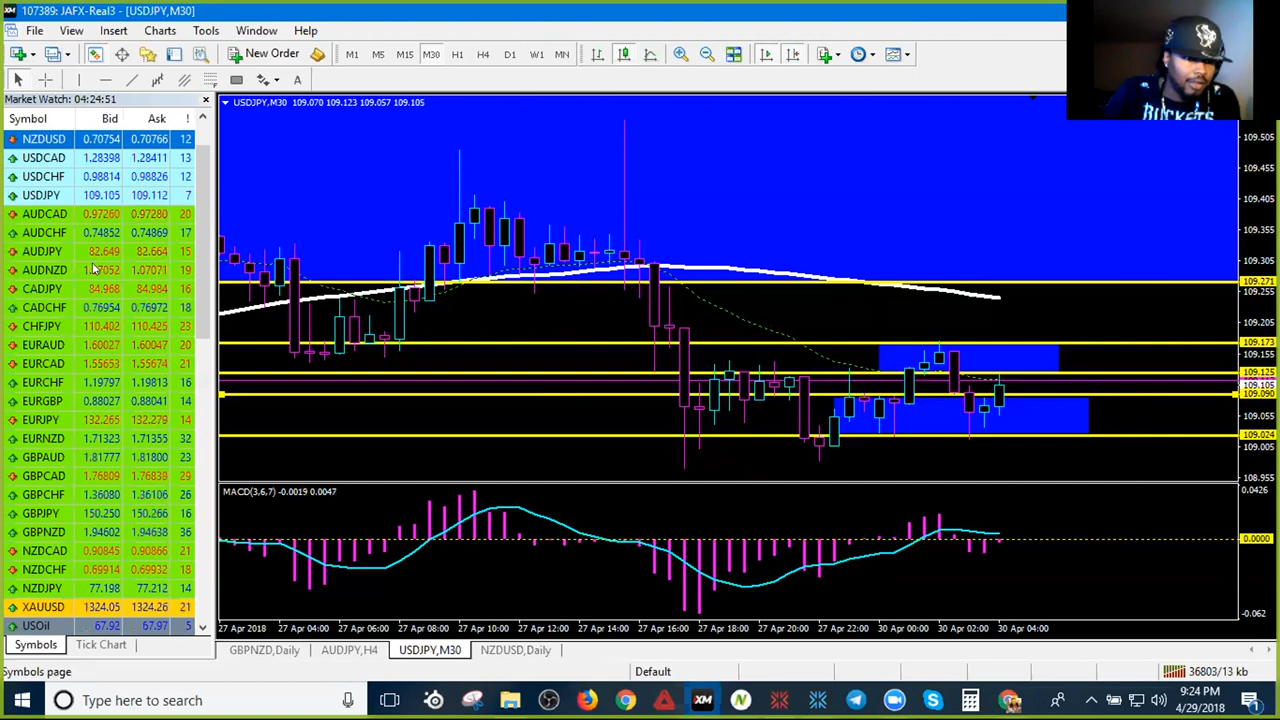 107389: JAFX-Real3 - [USDJPY,M30]
File View Insert Charts Tools Window Help
New Order M1 M5 M15 M30 H1 H4 D1 W1 MN
A
Market Watch: 04:24:51
Symbol Bid Ask !
NZDUSD 0.70754 0.70766 12
USDCAD 1.28398 1.28411 13
USDCHF 0.98814 0.98826 12
USDJPY 109.105 109.112 7
AUDCAD 0.97260 0.97280 20
AUDCHF 0.74852 0.74869 17
AUDJPY 82.649 82.664 15
AUDNZD 1.07071 19
CADJPY 84.968 84.984 16
CADCHF 0.76954 0.76972 18
CHFJPY 110.402 110.425 23
EURAUD 1.60027 1.60047 20
EURCAD 1.55653 1.55674 21
EURCHF 1.19797 1.19813 16
EURGBP 0.88027 0.88041 14
EURJPY 132.265 132.279 14
EURNZD 1.71323 1.71355 32
GBPAUD 1.81777 1.81800 23
GBPCAD 1.76809 1.76838 29
GBPCHF 1.36080 1.36106 26
GBPJPY 150.250 150.266 16
GBPNZD 1.94602 1.94638 36
NZDCAD 0.90845 0.90866 21
NZDCHF 0.69914 0.69932 18
NZDJPY 77.198 77.212 14
XAUUSD 1324.05 1324.26 21
USOil 67.92 67.97 5
Symbols Tick Chart
USDJPY,M30 109.070 109.123 109.057 109.105
109.505
109.455
109.405
109.355
109.305
109.271
109.255
109.205
109.173
109.155
109.125
109.105
109.090
109.055
109.024
109.005
108.955
MACD(3,6,7) -0.0019 0.0047
0.0426
0.0000
-0.062
27 Apr 2018 27 Apr 04:00 27 Apr 06:00 27 Apr 08:00 27 Apr 10:00 27 Apr 12:00 27 Apr 14:00 27 Apr 16:00 27 Apr 18:00 27 Apr 20:00 27 Apr 22:00 30 Apr 00:00 30 Apr 02:00 30 Apr 04:00
GBPNZD,Daily AUDJPY,H4 USDJPY,M30 NZDUSD,Daily
Symbols page Default 36803/13 kb
Type here to search
XM
N
9:24 PM
4/29/2018
1
BUCKETS